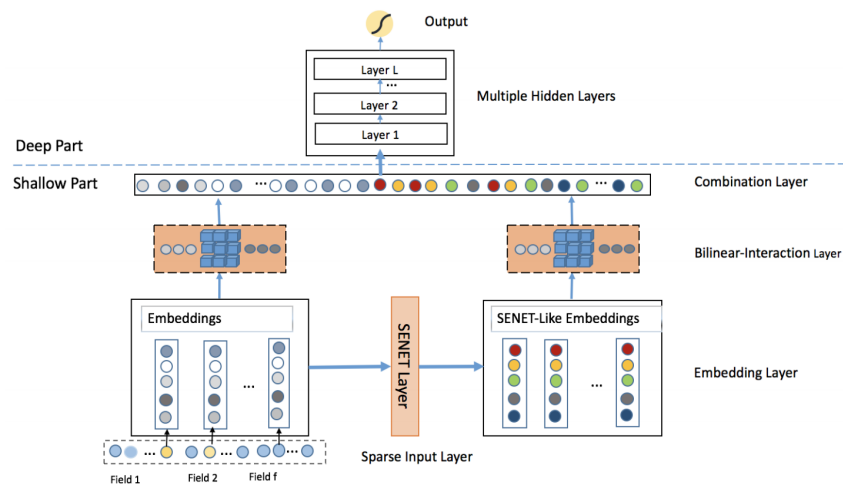 Output
Layer L
...
Layer 2
Layer 1
Multiple Hidden Layers
Deep Part
Shallow Part
...
...
Combination Layer
Bilinear-Interaction Layer
Embeddings
...
SENET Layer
SENET-Like Embeddings
...
Embedding Layer
... ... ...
Sparse Input Layer
Field 1
Field 2
Field f